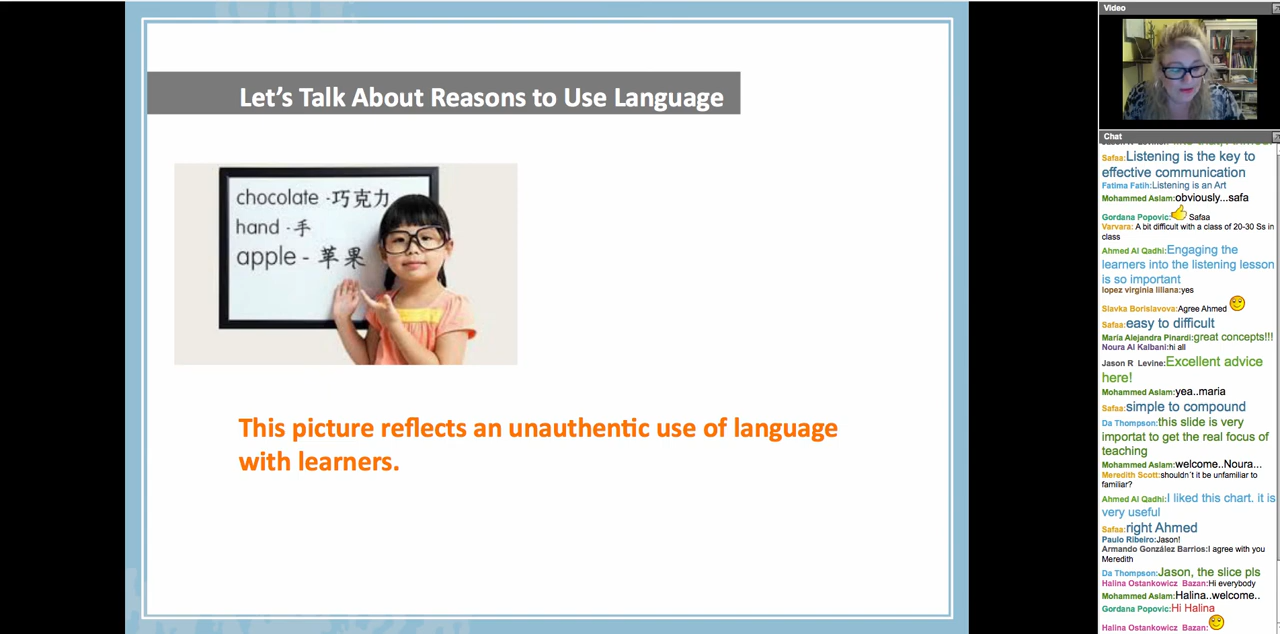 Let's Talk About Reasons to Use Language
chocolate -巧克力
hand -手
apple - 苹果
This picture reflects an unauthentic use of language
with learners.
Video
Chat
Safaa:Listening is the key to
effective communication
Fatima Fatih:Listening is an Art
Mohammed Aslam:obviously...safa
Gordana Popovic: Safaa
Varvara: A bit difficult with a class of 20-30 Ss in
class
Ahmed Al Qadhi:Engaging the
learners into the listening lesson
is so important
lopez virginia liliana:yes
Slavka Borislavova:Agree Ahmed
Safaa:easy to difficult
Maria Alejandra Pinardi:great concepts!!!
Noura Al Kalbani:hi all
Jason R Levine:Excellent advice
here!
Mohammed Aslam:yea..maria
Safaa:simple to compound
Da Thompson:this slide is very
importat to get the real focus of
teaching
Mohammed Aslam:welcome..Noura...
Meredith Scott:shouldn´t it be unfamiliar to
familiar?
Ahmed Al Qadhi:I liked this chart. it is
very useful
Safaa:right Ahmed
Paulo Ribeiro:Jason!
Armando González Barrios:I agree with you
Meredith
Da Thompson:Jason, the slice pls
Halina Ostankowicz Bazan:Hi everybody
Mohammed Aslam:Halina..welcome..
Gordana Popovic:Hi Halina
Halina Ostankowicz Bazan: